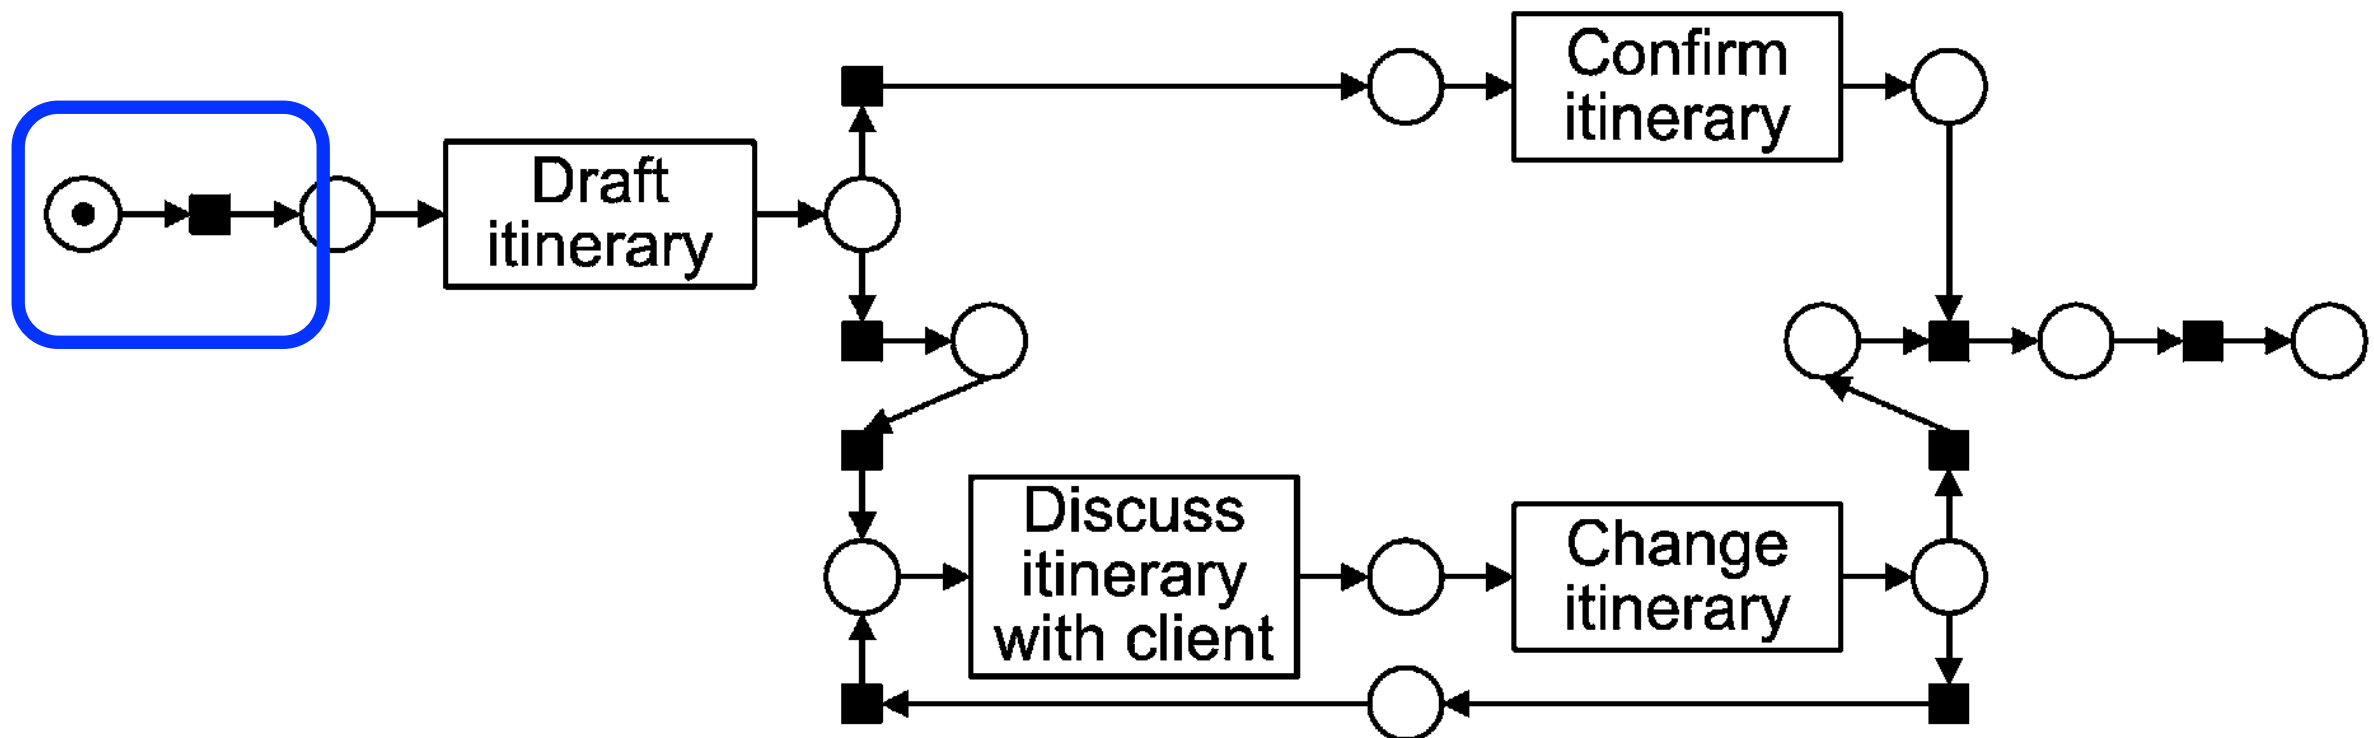 Confirm
itinerary
Draft
itinerary
Discuss
itinerary
with client
Change
itinerary